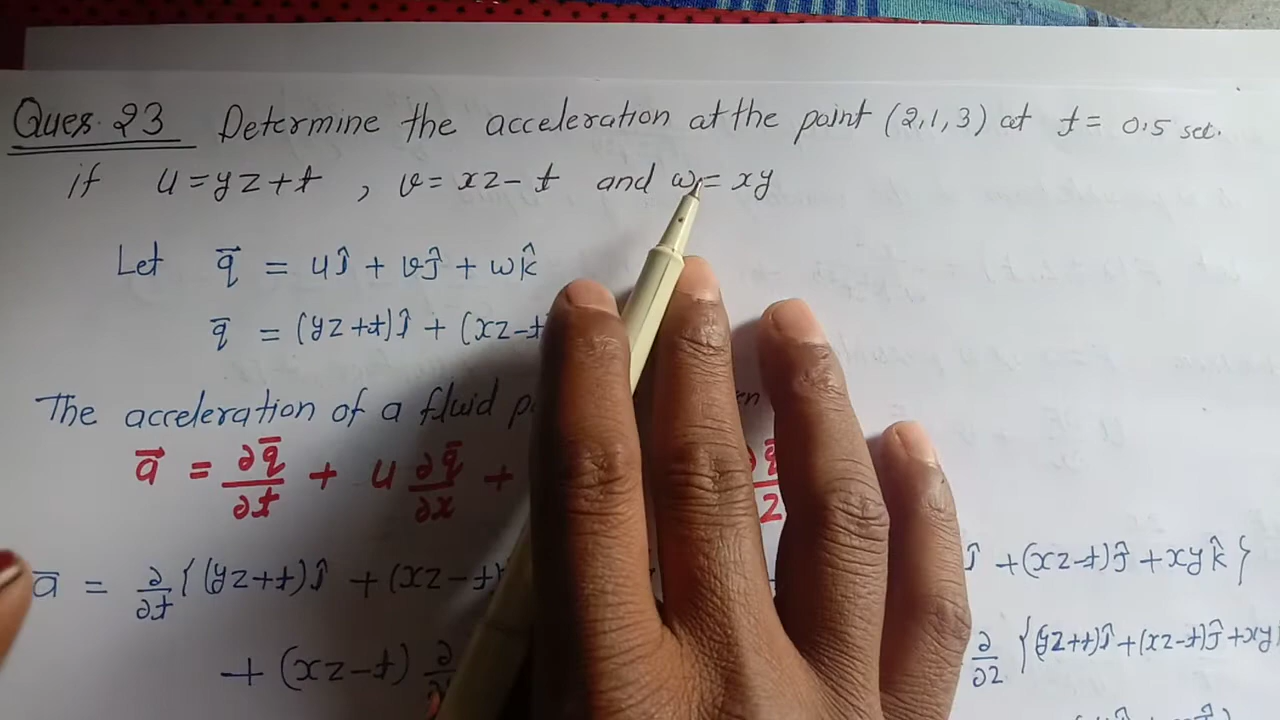 Ques. 23 Determine the acceleration at the point (2,1,3) at t = 0.5 sec.
if u = yz+t , v = xz-t and w = xy
Let q̄ = uî + vĵ + wk̂
q̄ = (yz+t)î + (xz-t
The acceleration of a fluid
ā = ∂q̄/∂t + u ∂q̄/∂x +
ā = ∂/∂t {(yz+t)î + (xz-t) î +(xz-t)ĵ + xyk̂}
+ (xz-t) ∂ ∂/∂z {(yz+t)î+(xz-t)ĵ+xy